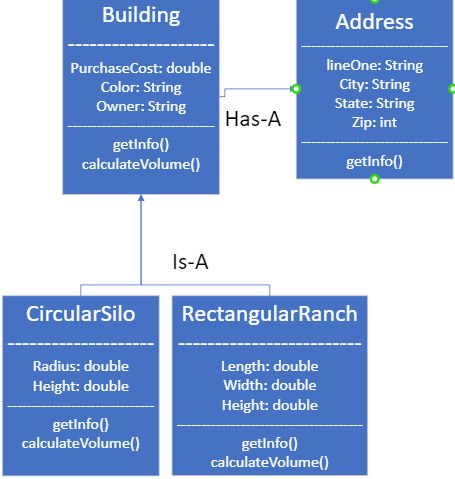 Building
PurchaseCost: double
Color: String
Owner: String
getInfo()
calculateVolume()
Has-A
Address
lineOne: String
City: String
State: String
Zip: int
getInfo()
Is-A
CircularSilo
Radius: double
Height: double
getInfo()
calculateVolume()
RectangularRanch
Length: double
Width: double
Height: double
getInfo()
calculateVolume()